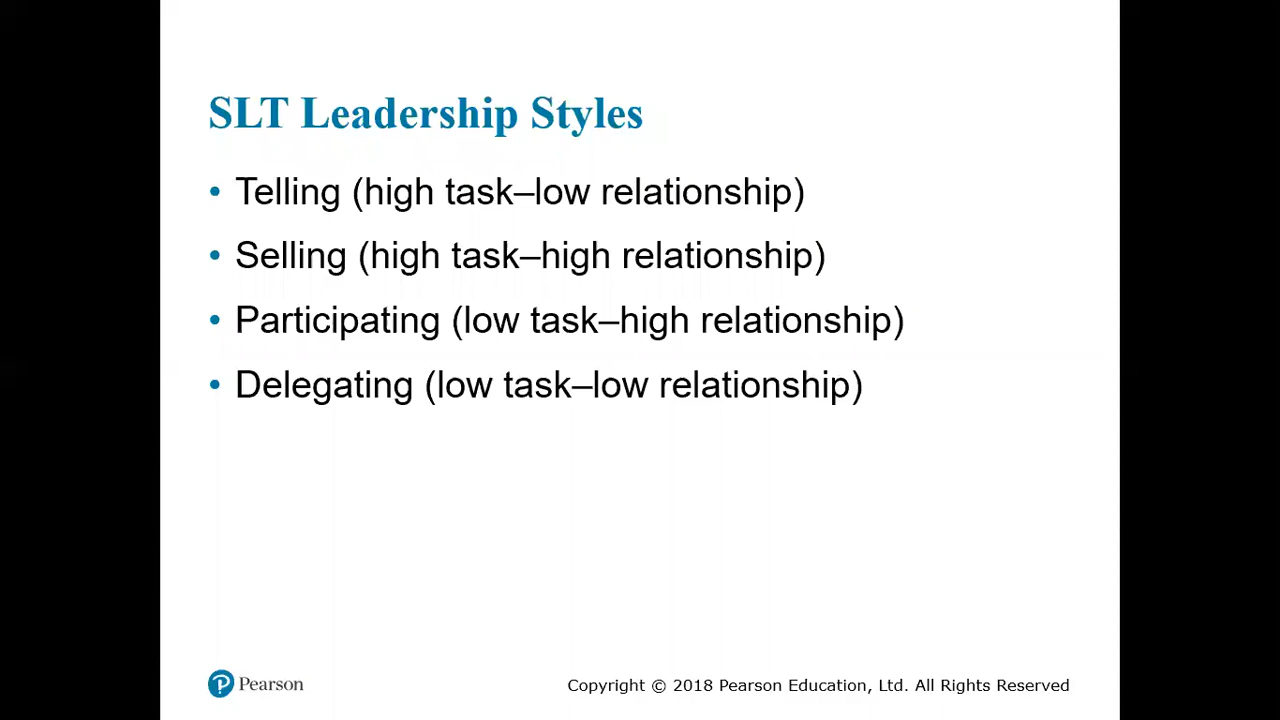 SLT Leadership Styles
• Telling (high task–low relationship)
• Selling (high task–high relationship)
• Participating (low task–high relationship)
• Delegating (low task–low relationship)
Pearson
Copyright © 2018 Pearson Education, Ltd. All Rights Reserved